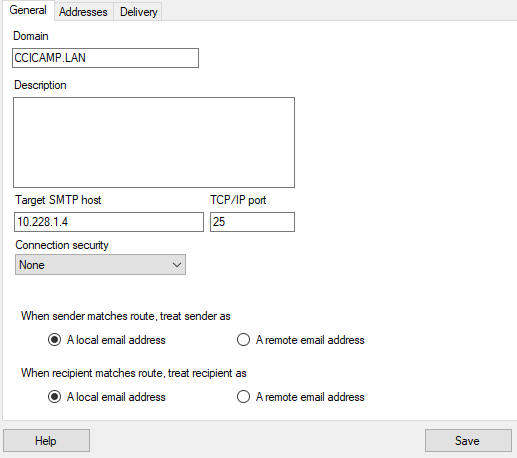 General Addresses Delivery
Domain
CCICAMP.LAN
Description
Target SMTP host TCP/IP port
10.228.1.4 25
Connection security
None
When sender matches route, treat sender as
A local email address A remote email address
When recipient matches route, treat recipient as
A local email address A remote email address
Help Save